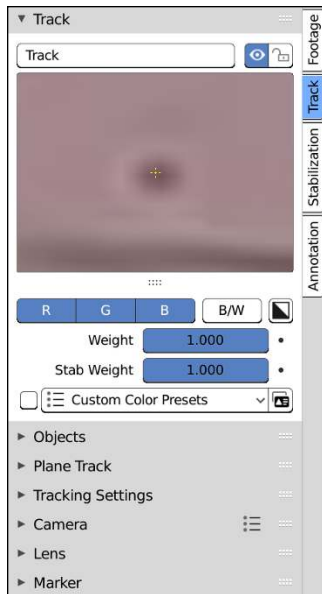 Track
Track
R G B B/W
Weight 1.000
Stab Weight 1.000
Custom Color Presets
Objects
Plane Track
Tracking Settings
Camera
Lens
Marker
Footage
Track
Stabilization
Annotation